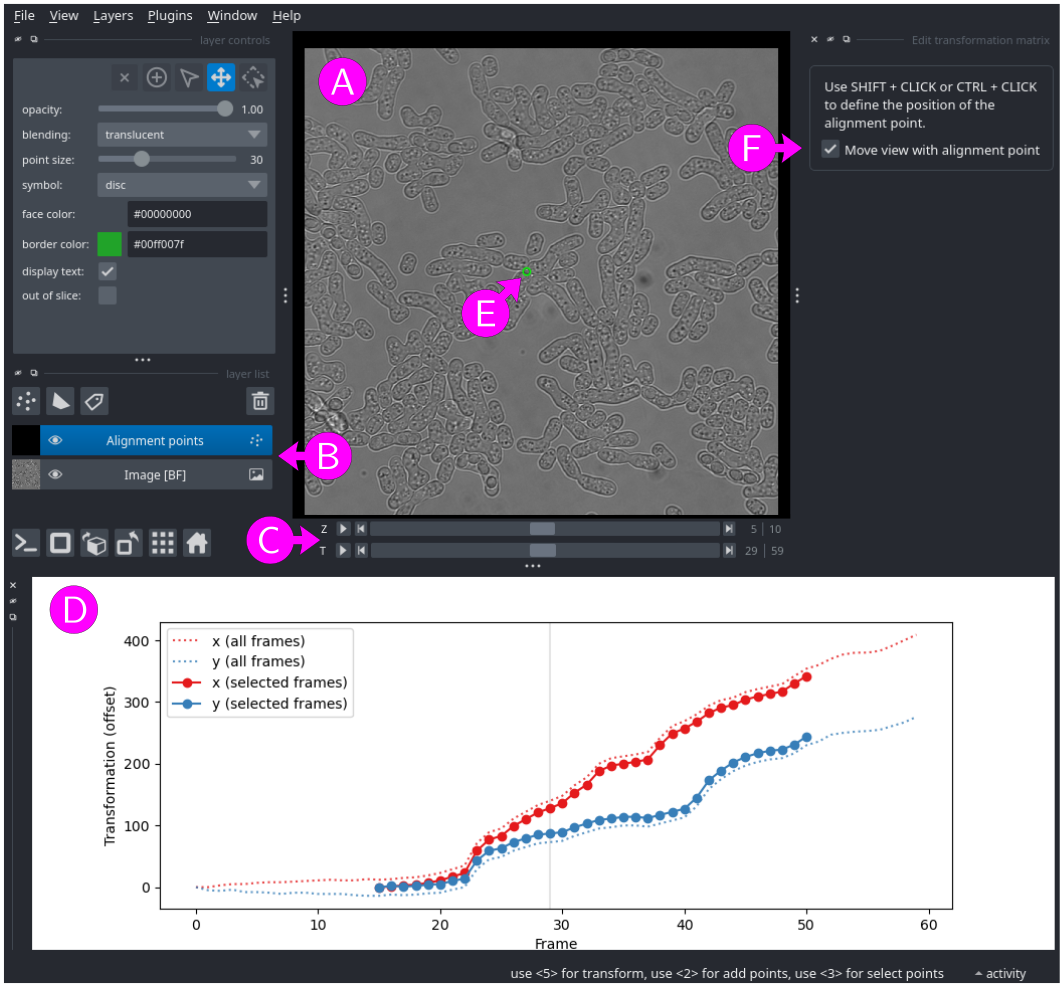 File View Layers Plugins Window Help
layer controls
opacity: 1.00
blending: translucent
point size: 30
symbol: disc
face color: #00000000
border color: #00ff007f
display text:
out of slice:
layer list
Alignment points
Image [BF]
A
B
C
E
Z 5 | 10
T 29 | 59
Edit transformation matrix
Use SHIFT + CLICK or CTRL + CLICK
to define the position of the
alignment point.
F
Move view with alignment point
D
x (all frames)
y (all frames)
x (selected frames)
y (selected frames)
Transformation (offset)
400
300
200
100
0
0 10 20 30 40 50 60
Frame
use <5> for transform, use <2> for add points, use <3> for select points
activity